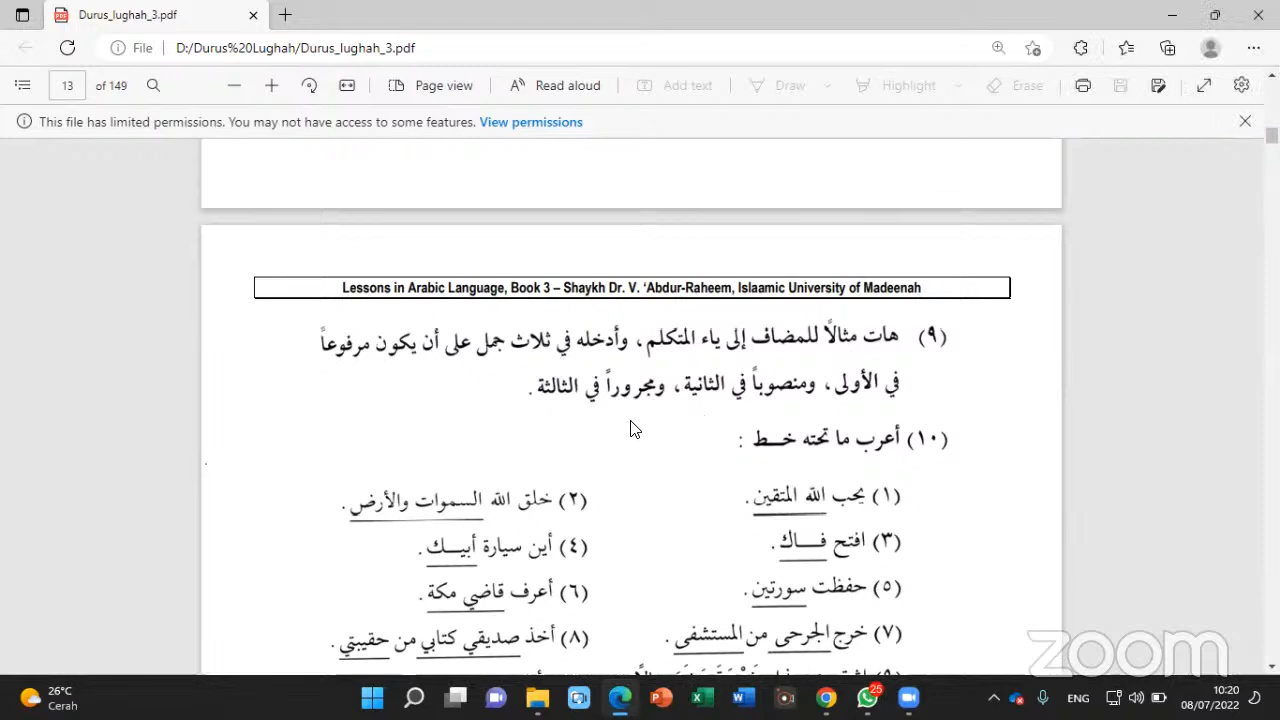 Durus_lughah_3.pdf
File D:/Durus%20Lughah/Durus_lughah_3.pdf
13 of 149 Page view Read aloud Add text Draw Highlight Erase
This file has limited permissions. You may not have access to some features. View permissions
Lessons in Arabic Language, Book 3 – Shaykh Dr. V. ‘Abdur-Raheem, Islaamic University of Madeenah
(٩) هات مثالاً للمضاف إلى ياء المتكلم، وأدخله في ثلاث جمل على أن يكون مرفوعاً
في الأولى، ومنصوباً في الثانية، ومجروراً في الثالثة .
(١٠) أعرب ما تحته خــط :
(١) يحب الله المتقين .
(٢) خلق الله السموات والأرض .
(٣) افتح فـــاك .
(٤) أين سيارة أبيــك .
(٥) حفظت سورتين .
(٦) أعرف قاضي مكة .
(٧) خرج الجرحى من المستشفى .
(٨) أخذ صديقي كتابي من حقيبتي .
zoom
26°C
Cerah
25
ENG
10:20
08/07/2022